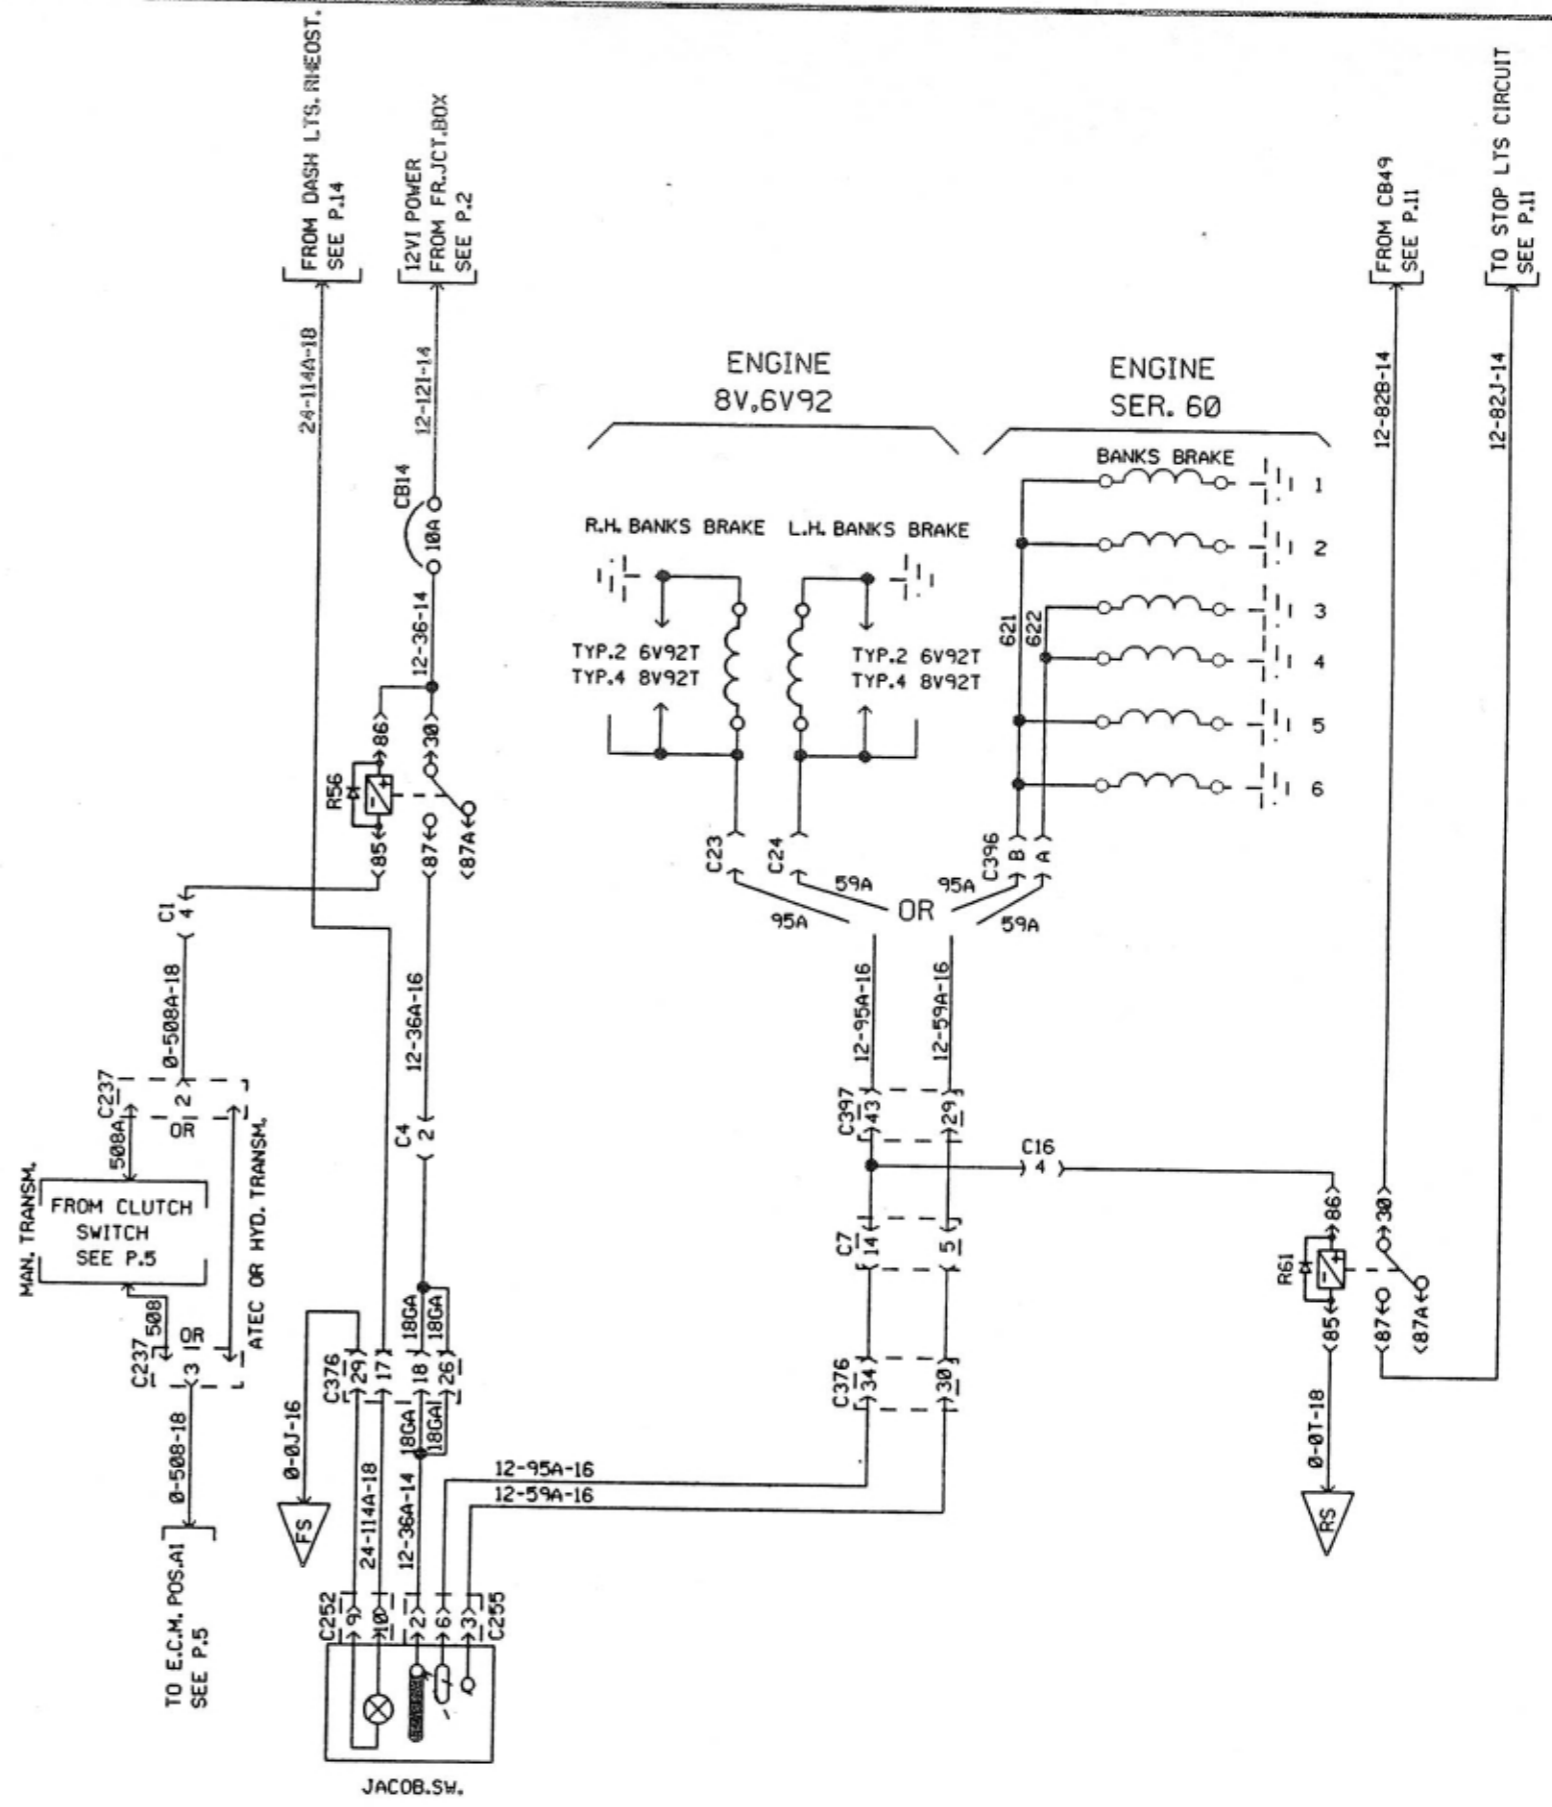 FROM DASH LTS. RHEOST.
SEE P.14
12VI POWER
FROM FR.JCT.BOX
SEE P.2
FROM CB49
SEE P.11
TO STOP LTS CIRCUIT
SEE P.11
24-114A-18
12-121-14
12-82B-14
12-82J-14
ENGINE
8V,6V92
ENGINE
SER. 60
CB14
10A
12-36-14
R.H. BANKS BRAKE
L.H. BANKS BRAKE
BANKS BRAKE
1
2
3
4
5
6
621
622
TYP.2 6V92T
TYP.4 8V92T
TYP.2 6V92T
TYP.4 8V92T
R56
86
30
85
87
87A
C23
C24
C396
B
A
95A
59A
OR
95A
59A
C1
4
0-508A-18
12-36A-16
12-95A-16
12-59A-16
C237
2
OR
508A
MAN. TRANSM.
FROM CLUTCH
SWITCH
SEE P.5
ATEC OR HYD. TRANSM.
508
C237
3
OR
0-508-18
TO E.C.M. POS.A1
SEE P.5
C4
2
C397
43
29
C16
4
C7
14
5
C376
34
30
R61
86
30
85
87
87A
0-0T-18
RS
18GA
18GA
C376
29
17
18
26
18GA
18GA
0-0J-16
FS
24-114A-18
12-36A-14
12-95A-16
12-59A-16
C252
9
10
2
6
3
C255
JACOB.SW.